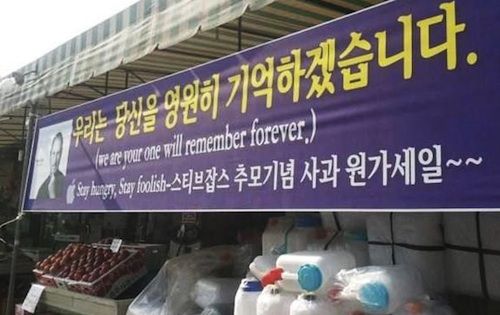 우리는 당신을 영원히 기억하겠습니다.
(we are your one will remember forever.)
Stay hungry, Stay foolish-스티브잡스 추모기념 사과 원가세일~~